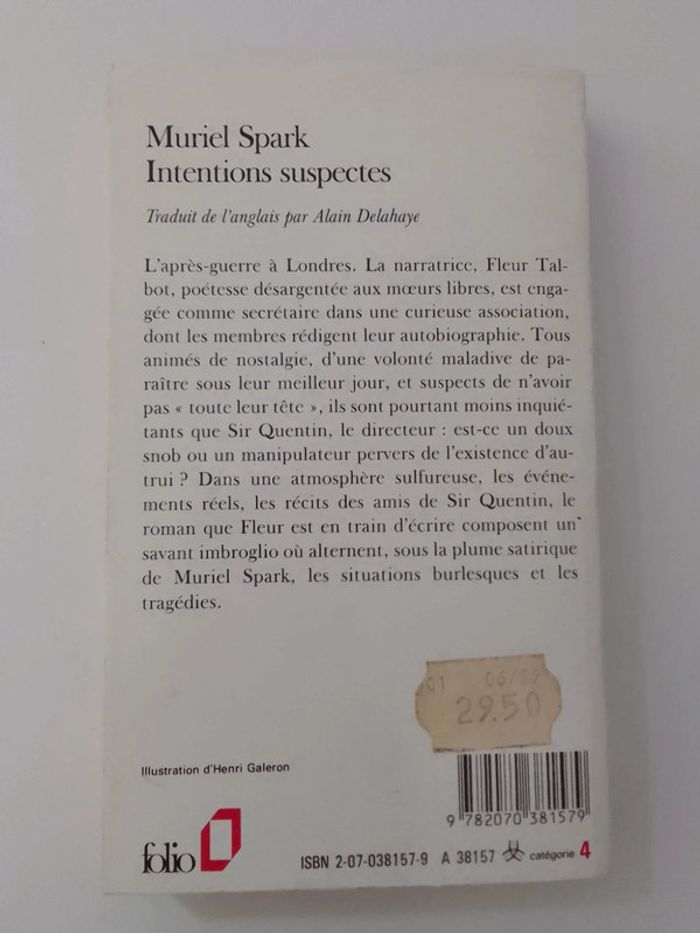 Muriel Spark
Intentions suspectes
Traduit de l'anglais par Alain Delahaye
L'après-guerre à Londres. La narratrice, Fleur Tal-
bot, poétesse désargentée aux mœurs libres, est enga-
gée comme secrétaire dans une curieuse association,
dont les membres rédigent leur autobiographie. Tous
animés de nostalgie, d'une volonté maladive de pa-
raître sous leur meilleur jour, et suspects de n'avoir
pas « toute leur tête », ils sont pourtant moins inquié-
tants que Sir Quentin, le directeur : est-ce un doux
snob ou un manipulateur pervers de l'existence d'au-
trui ? Dans une atmosphère sulfureuse, les événe-
ments réels, les récits des amis de Sir Quentin, le
roman que Fleur est en train d'écrire composent un
savant imbroglio où alternent, sous la plume satirique
de Muriel Spark, les situations burlesques et les
tragédies.
01 06/89
29.50
Illustration d'Henri Galeron
9 782070 381579
folio
ISBN 2-07-038157-9 A 38157 catégorie 4